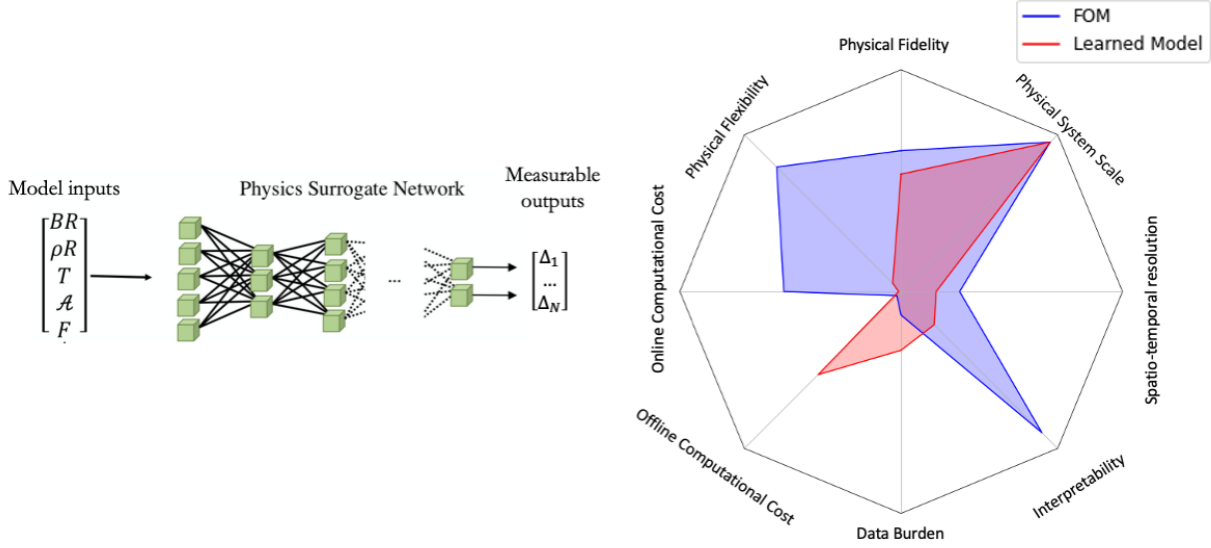 Model inputs
BR
ρR
T
𝒜
F
Physics Surrogate Network
...
Measurable
outputs
Δ₁
...
Δ_N
FOM
Learned Model
Physical Fidelity
Physical System Scale
Spatio-temporal resolution
Interpretability
Data Burden
Offline Computational Cost
Online Computational Cost
Physical Flexibility